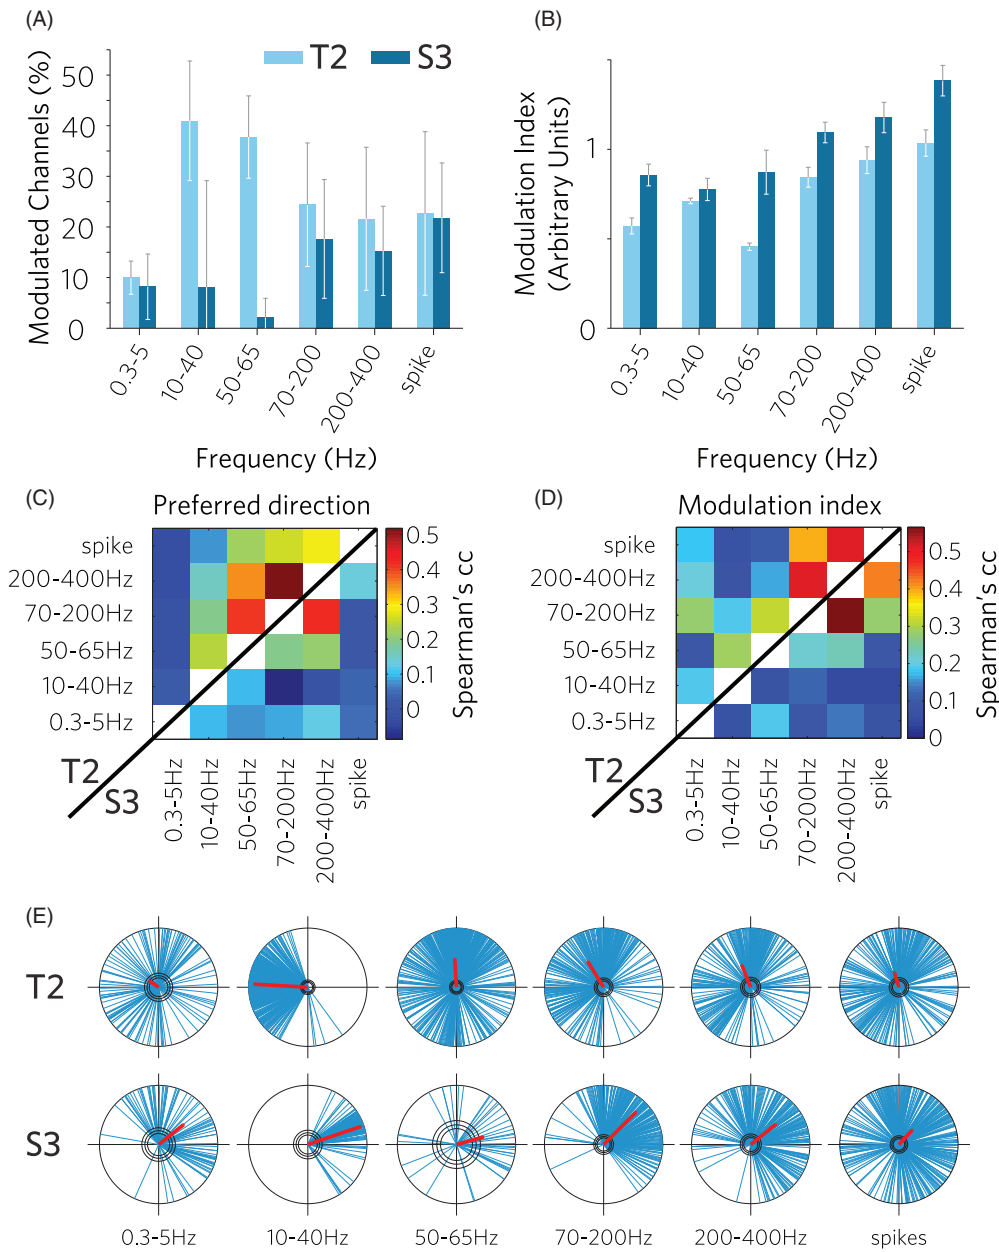 (A)
T2 S3
Modulated Channels (%)
50
40
30
20
10
0
0.3-5
10-40
50-65
70-200
200-400
spike
Frequency (Hz)
(B)
Modulation Index
(Arbitrary Units)
1
0
0.3-5
10-40
50-65
70-200
200-400
spike
Frequency (Hz)
(C)
Preferred direction
spike
200-400Hz
70-200Hz
50-65Hz
10-40Hz
0.3-5Hz
T2
S3
0.3-5Hz
10-40Hz
50-65Hz
70-200Hz
200-400Hz
spike
0.5
0.4
0.3
0.2
0.1
0
Spearman's cc
(D)
Modulation index
spike
200-400Hz
70-200Hz
50-65Hz
10-40Hz
0.3-5Hz
T2
S3
0.3-5Hz
10-40Hz
50-65Hz
70-200Hz
200-400Hz
spike
0.5
0.4
0.3
0.2
0.1
0
Spearman's cc
(E)
T2
S3
0.3-5Hz 10-40Hz 50-65Hz 70-200Hz 200-400Hz spikes